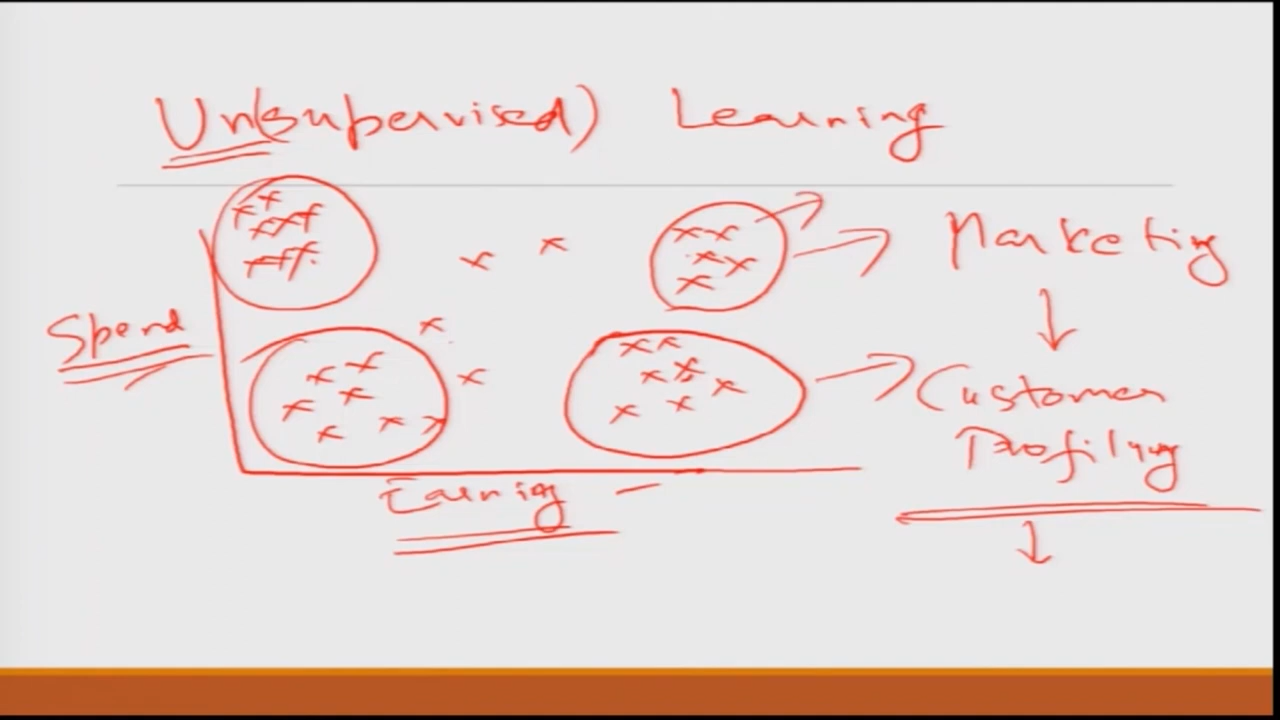 Un(supervised) Learning
Marketing
Spend
Customer
Profiling
Earning